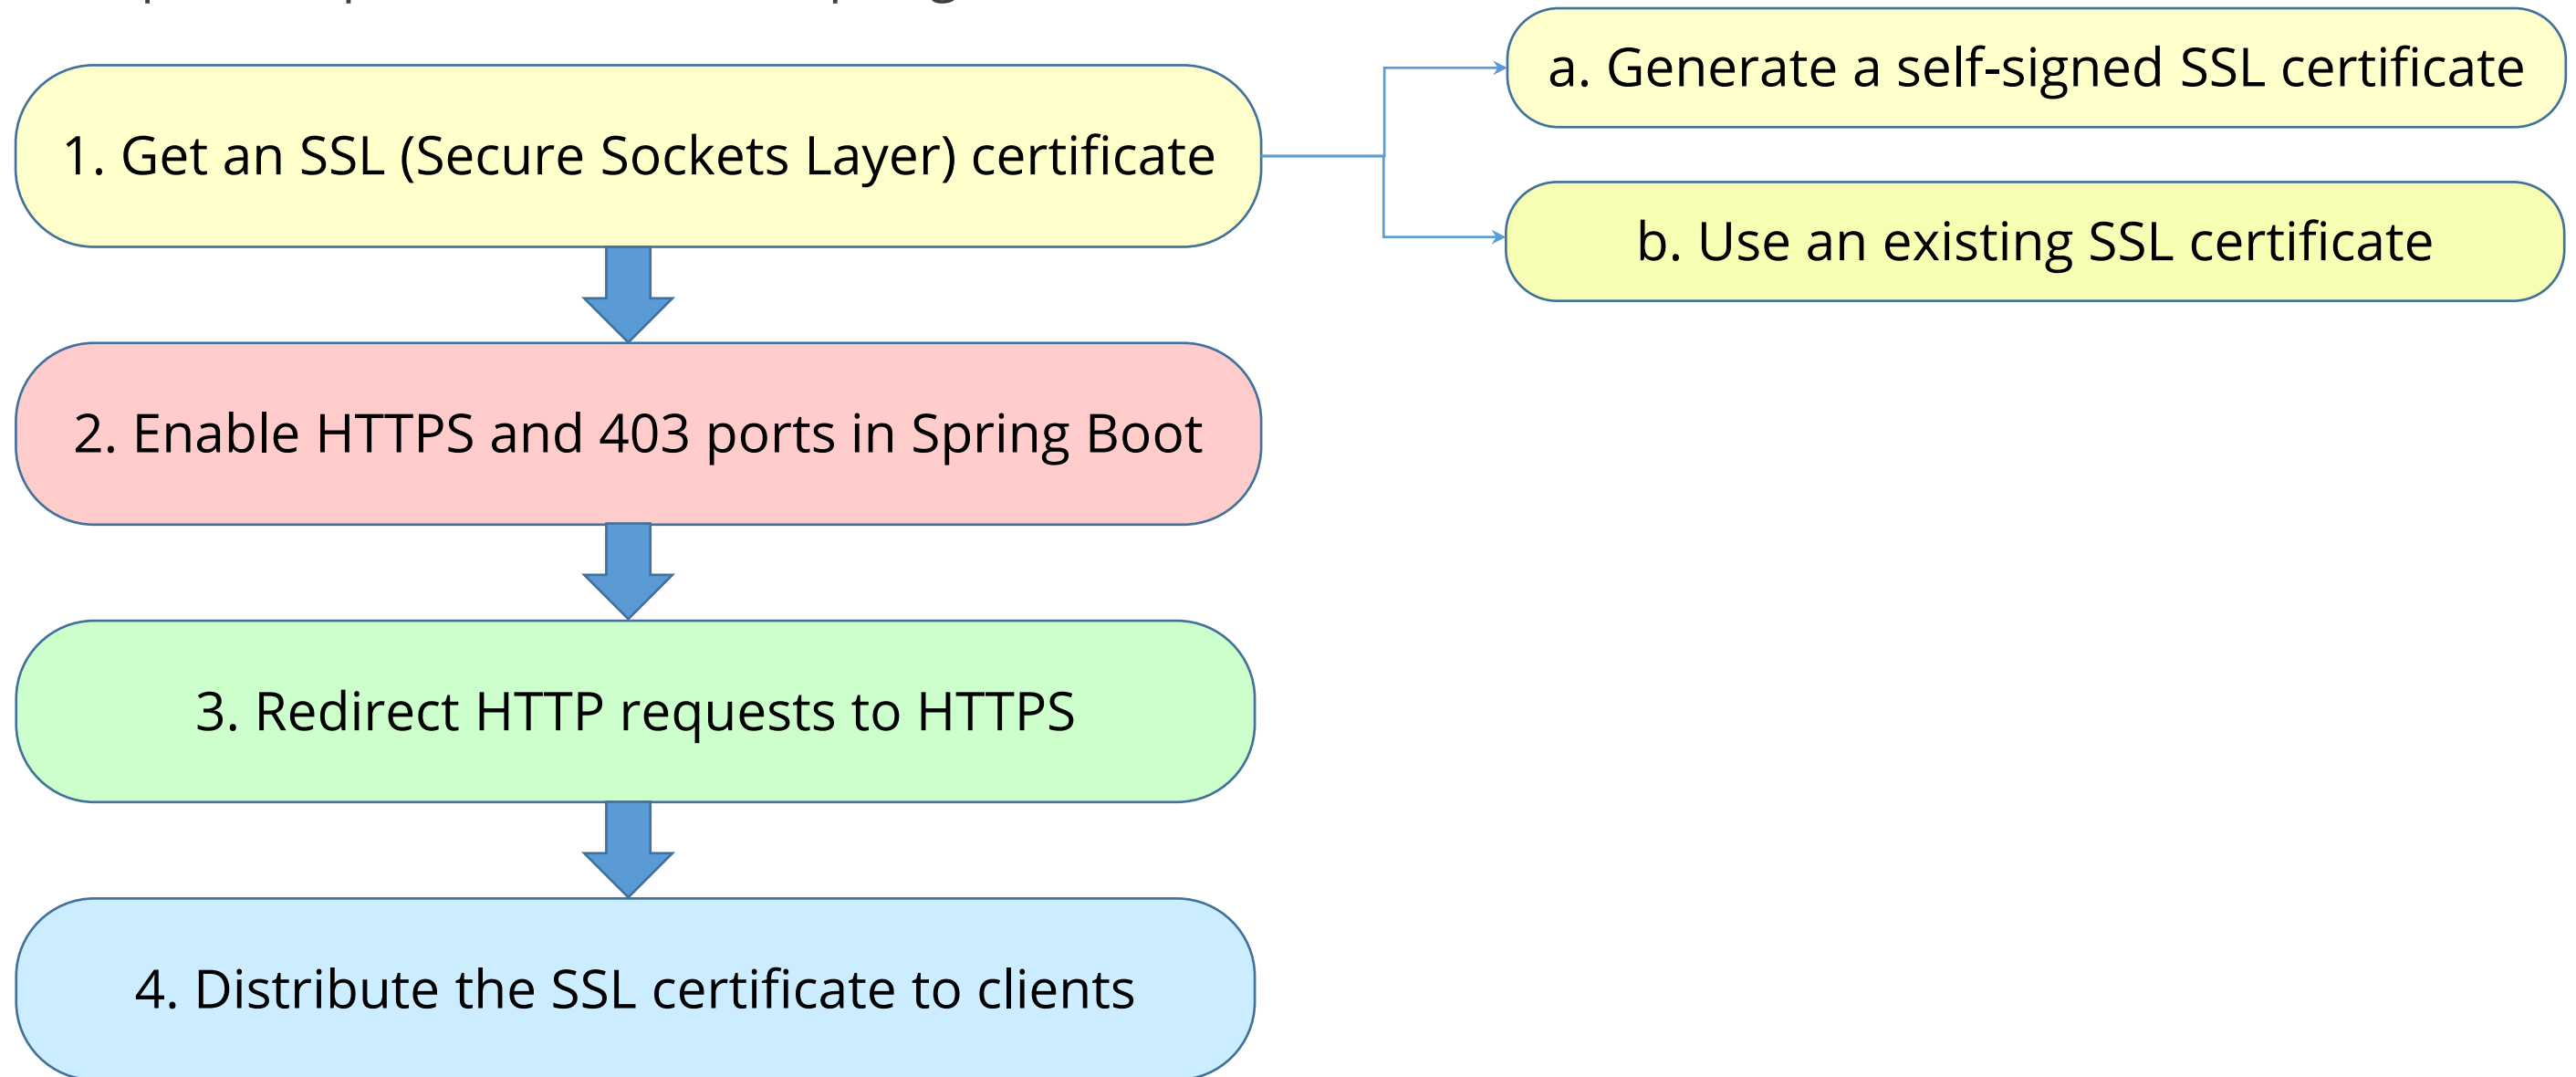 1. Get an SSL (Secure Sockets Layer) certificate
a. Generate a self-signed SSL certificate
b. Use an existing SSL certificate
2. Enable HTTPS and 403 ports in Spring Boot
3. Redirect HTTP requests to HTTPS
4. Distribute the SSL certificate to clients